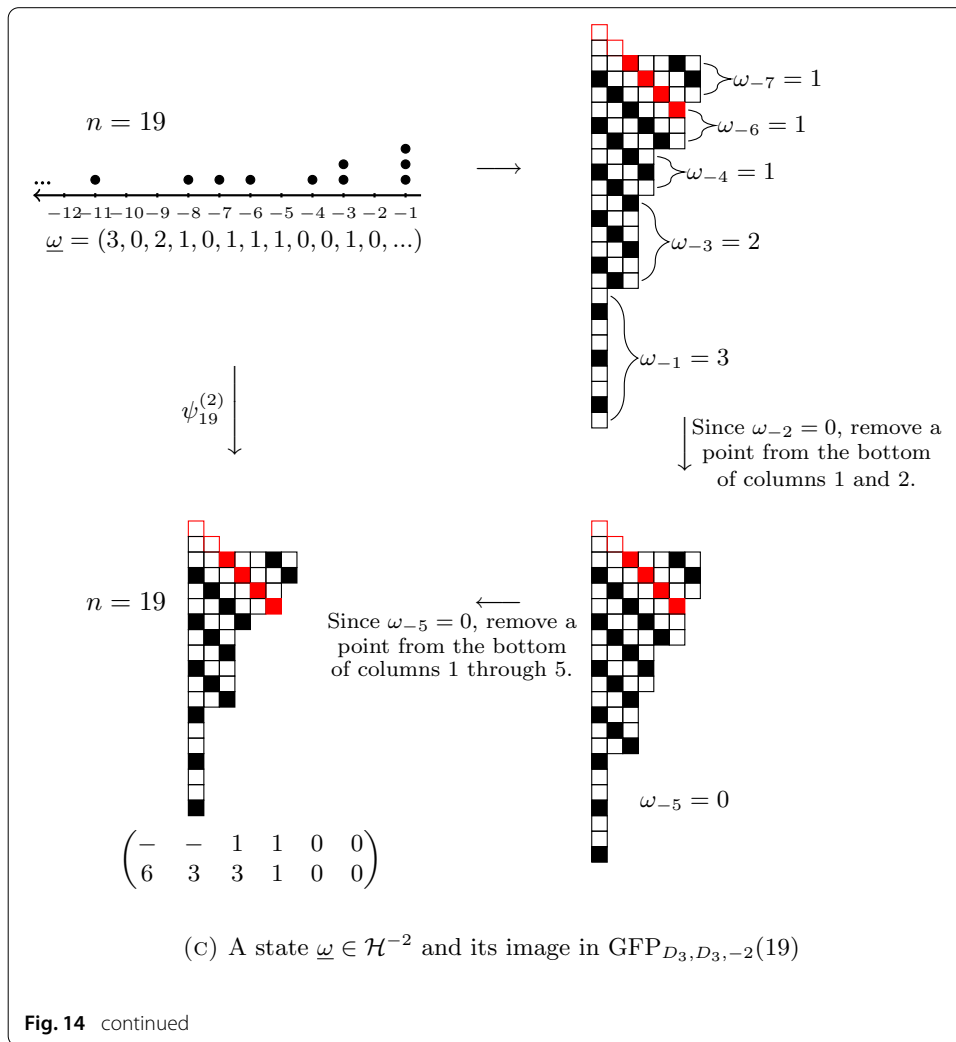 n = 19
...
−12 −11 −10 −9 −8 −7 −6 −5 −4 −3 −2 −1
ω = (3, 0, 2, 1, 0, 1, 1, 1, 0, 0, 1, 0, ...)
⟶
ω₋₇ = 1
ω₋₆ = 1
ω₋₄ = 1
ω₋₃ = 2
ω₋₁ = 3
ψ₁₉⁽²⁾
Since ω₋₂ = 0, remove a
point from the bottom
of columns 1 and 2.
n = 19
⟵
Since ω₋₅ = 0, remove a
point from the bottom
of columns 1 through 5.
ω₋₅ = 0
( − − 1 1 0 0
6 3 3 1 0 0 )
(C) A state ω ∈ H⁻² and its image in GFP_{D₃,D₃,−2}(19)
Fig. 14 continued